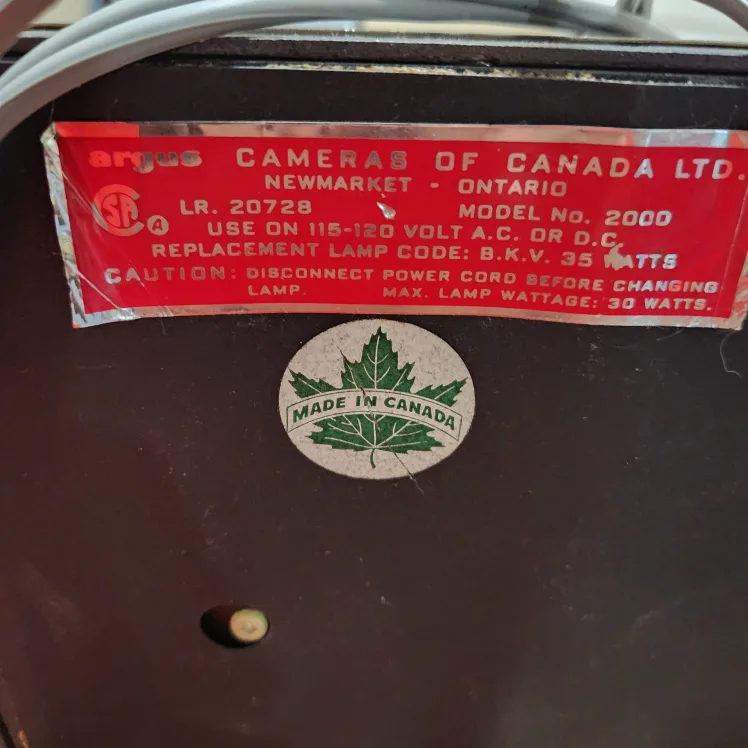 argus CAMERAS OF CANADA LTD.
NEWMARKET - ONTARIO
LR. 20728 MODEL No. 2000
SA A
USE ON 115-120 VOLT A.C. OR D.C.
REPLACEMENT LAMP CODE: B.K.V. 35 WATTS
CAUTION: DISCONNECT POWER CORD BEFORE CHANGING
LAMP. MAX. LAMP WATTAGE: 30 WATTS.
MADE IN CANADA